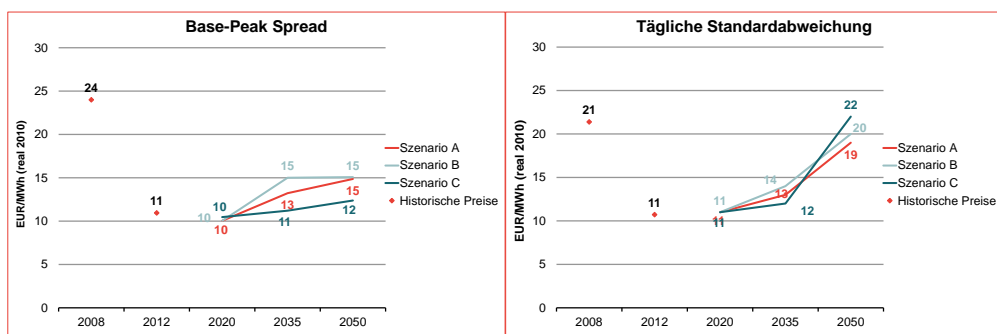 Base-Peak Spread
EUR/MWh (real 2010)
30
25
20
15
10
5
0
24
11
10
10
10
15
13
11
15
15
12
2008 2012 2020 2035 2050
Szenario A
Szenario B
Szenario C
Historische Preise
Tägliche Standardabweichung
EUR/MWh (real 2010)
30
25
20
15
10
5
0
21
11
11
11
14
13
12
22
20
19
2008 2012 2020 2035 2050
Szenario A
Szenario B
Szenario C
Historische Preise